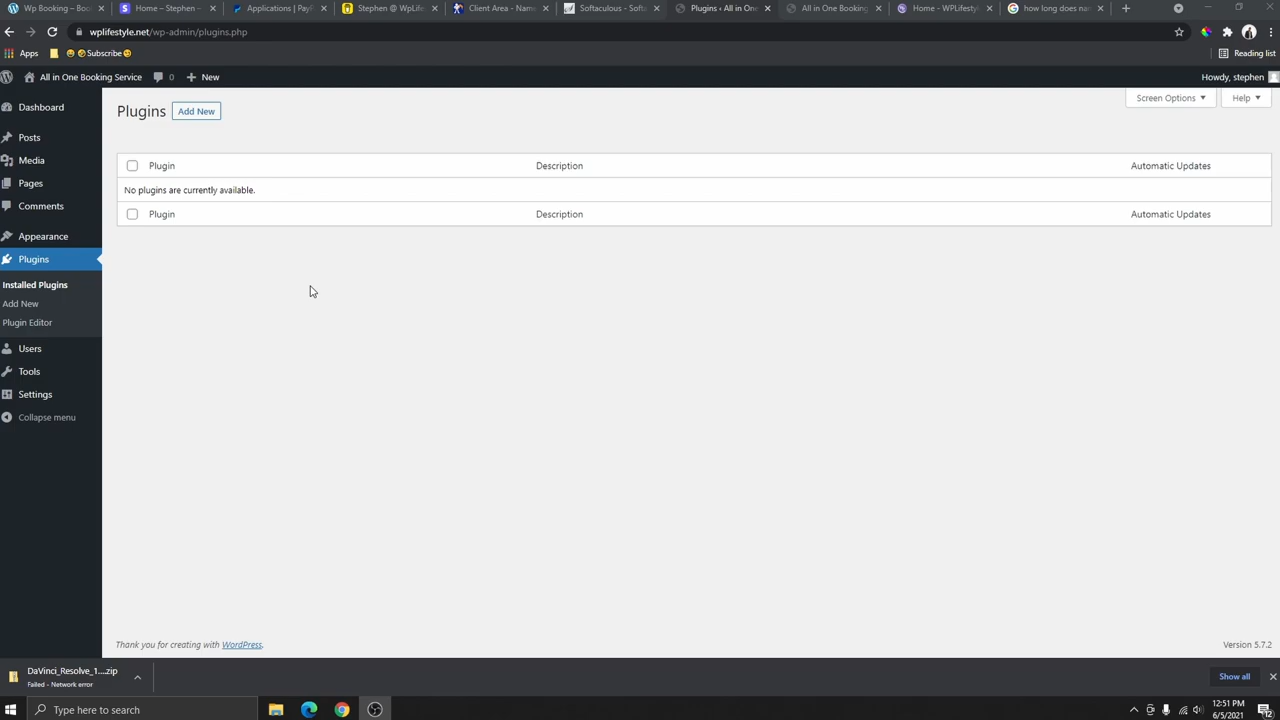 Wp Booking – Boo
Home – Stephen –
Applications | PayP
Stephen @ WpLife
Client Area - Nam
Softaculous - Softa
Plugins ‹ All in One
All in One Booking
Home - WPLifesty
how long does na
wplifestyle.net/wp-admin/plugins.php
Apps
Subscribe
Reading list
All in One Booking Service
0
New
Howdy, stephen
Dashboard
Posts
Media
Pages
Comments
Appearance
Plugins
Installed Plugins
Add New
Plugin Editor
Users
Tools
Settings
Collapse menu
Plugins
Add New
Screen Options
Help
Plugin
Description
Automatic Updates
No plugins are currently available.
Plugin
Description
Automatic Updates
Thank you for creating with WordPress.
Version 5.7.2
DaVinci_Resolve_1....zip
Failed - Network error
Show all
Type here to search
12:51 PM
6/5/2021